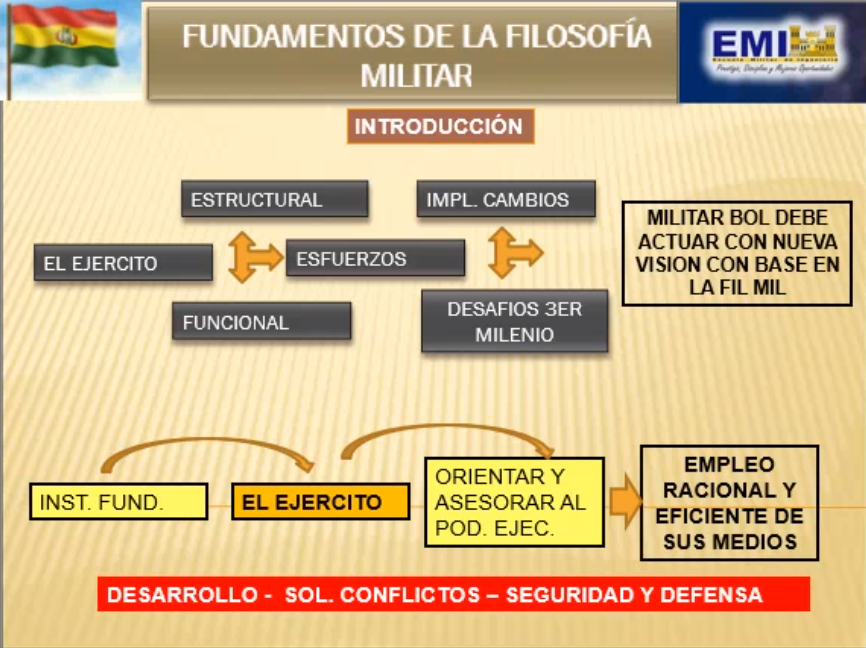 FUNDAMENTOS DE LA FILOSOFÍA
MILITAR
EMI
Escuela Militar de Ingeniería
Prestigio, Disciplina y Mejores Oportunidades
INTRODUCCIÓN
ESTRUCTURAL
IMPL. CAMBIOS
MILITAR BOL DEBE
ACTUAR CON NUEVA
VISION CON BASE EN
LA FIL MIL
EL EJERCITO
ESFUERZOS
FUNCIONAL
DESAFIOS 3ER
MILENIO
INST. FUND.
EL EJERCITO
ORIENTAR Y
ASESORAR AL
POD. EJEC.
EMPLEO
RACIONAL Y
EFICIENTE DE
SUS MEDIOS
DESARROLLO - SOL. CONFLICTOS – SEGURIDAD Y DEFENSA